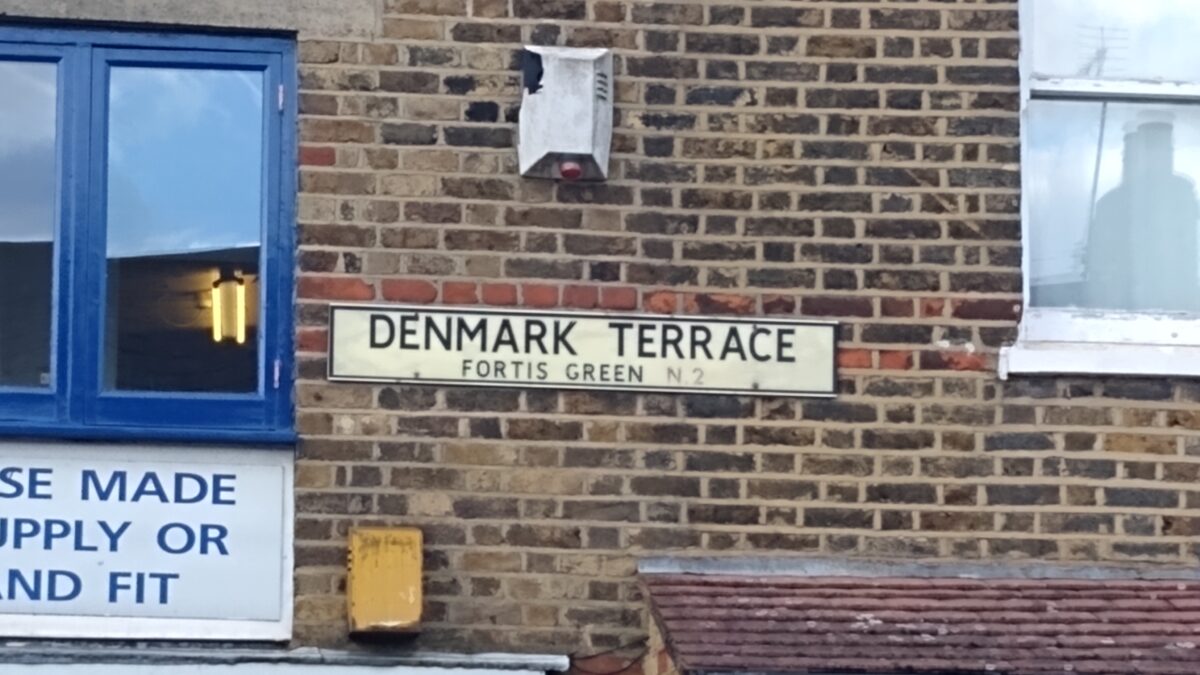 DENMARK TERRACE
FORTIS GREEN N.2
SE MADE
UPPLY OR
AND FIT